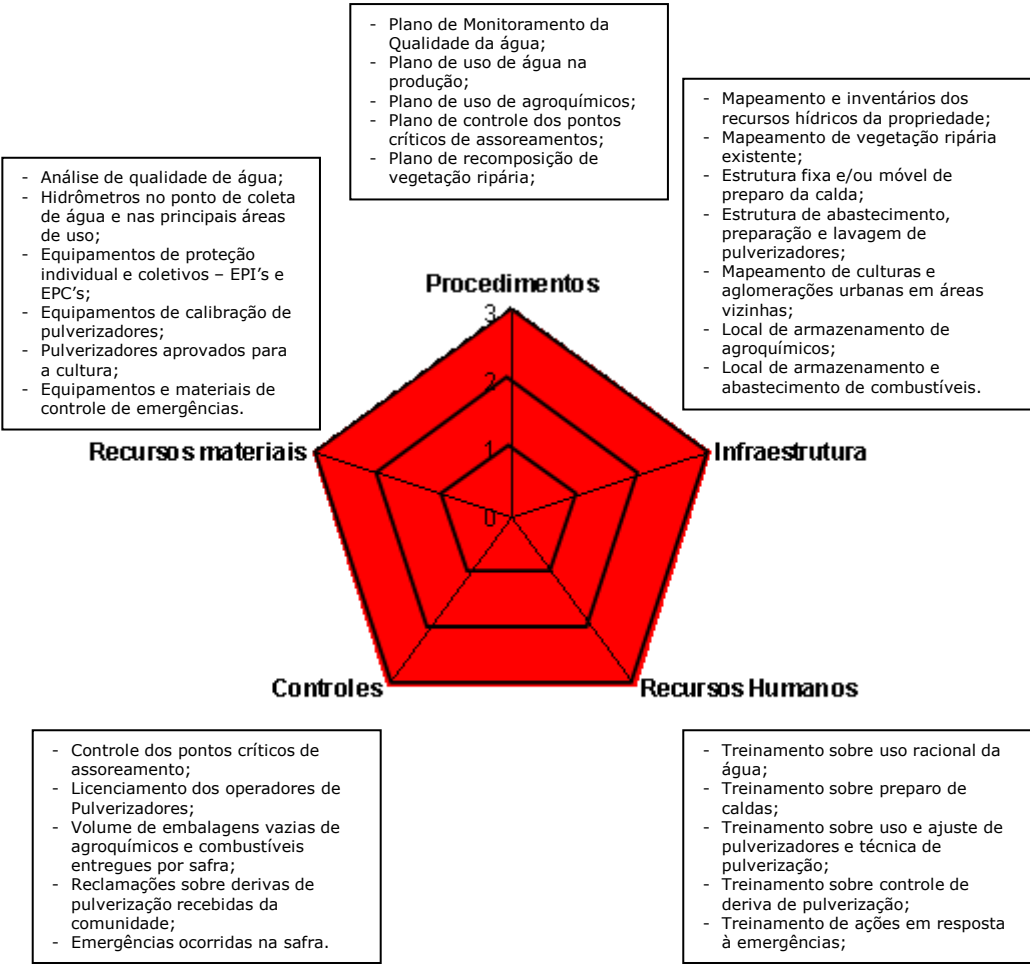 - Plano de Monitoramento da
Qualidade da água;
- Plano de uso de água na
produção;
- Plano de uso de agroquímicos;
- Plano de controle dos pontos
críticos de assoreamentos;
- Plano de recomposição de
vegetação ripária;
- Mapeamento e inventários dos
recursos hídricos da propriedade;
- Mapeamento de vegetação ripária
existente;
- Estrutura fixa e/ou móvel de
preparo da calda;
- Estrutura de abastecimento,
preparação e lavagem de
pulverizadores;
- Mapeamento de culturas e
aglomerações urbanas em áreas
vizinhas;
- Local de armazenamento de
agroquímicos;
- Local de armazenamento e
abastecimento de combustíveis.
- Análise de qualidade de água;
- Hidrômetros no ponto de coleta
de água e nas principais áreas
de uso;
- Equipamentos de proteção
individual e coletivos – EPI's e
EPC's;
- Equipamentos de calibração de
pulverizadores;
- Pulverizadores aprovados para
a cultura;
- Equipamentos e materiais de
controle de emergências.
Procedimentos
3
2
1
0
Recursos materiais
Infraestrutura
Controles
Recursos Humanos
- Controle dos pontos críticos de
assoreamento;
- Licenciamento dos operadores de
Pulverizadores;
- Volume de embalagens vazias de
agroquímicos e combustíveis
entregues por safra;
- Reclamações sobre derivas de
pulverização recebidas da
comunidade;
- Emergências ocorridas na safra.
- Treinamento sobre uso racional da
água;
- Treinamento sobre preparo de
caldas;
- Treinamento sobre uso e ajuste de
pulverizadores e técnica de
pulverização;
- Treinamento sobre controle de
deriva de pulverização;
- Treinamento de ações em resposta
à emergências;